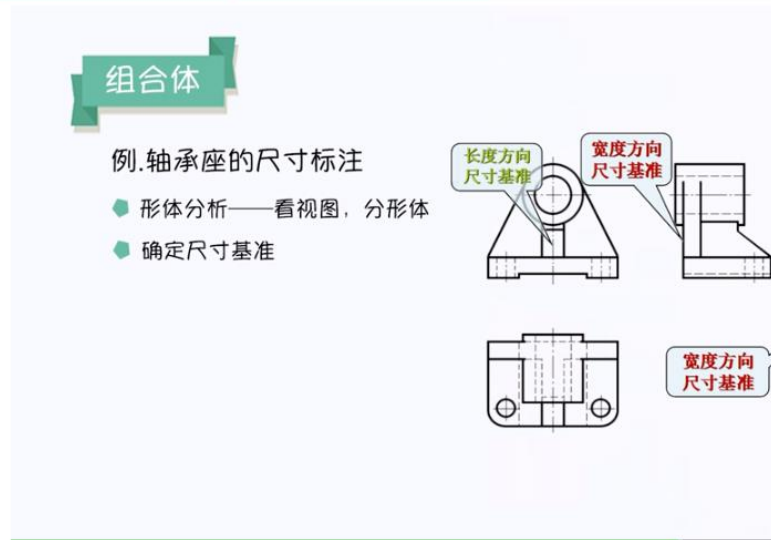 组合体
例.轴承座的尺寸标注
形体分析——看视图，分形体
确定尺寸基准
长度方向
尺寸基准
宽度方向
尺寸基准
宽度方向
尺寸基准